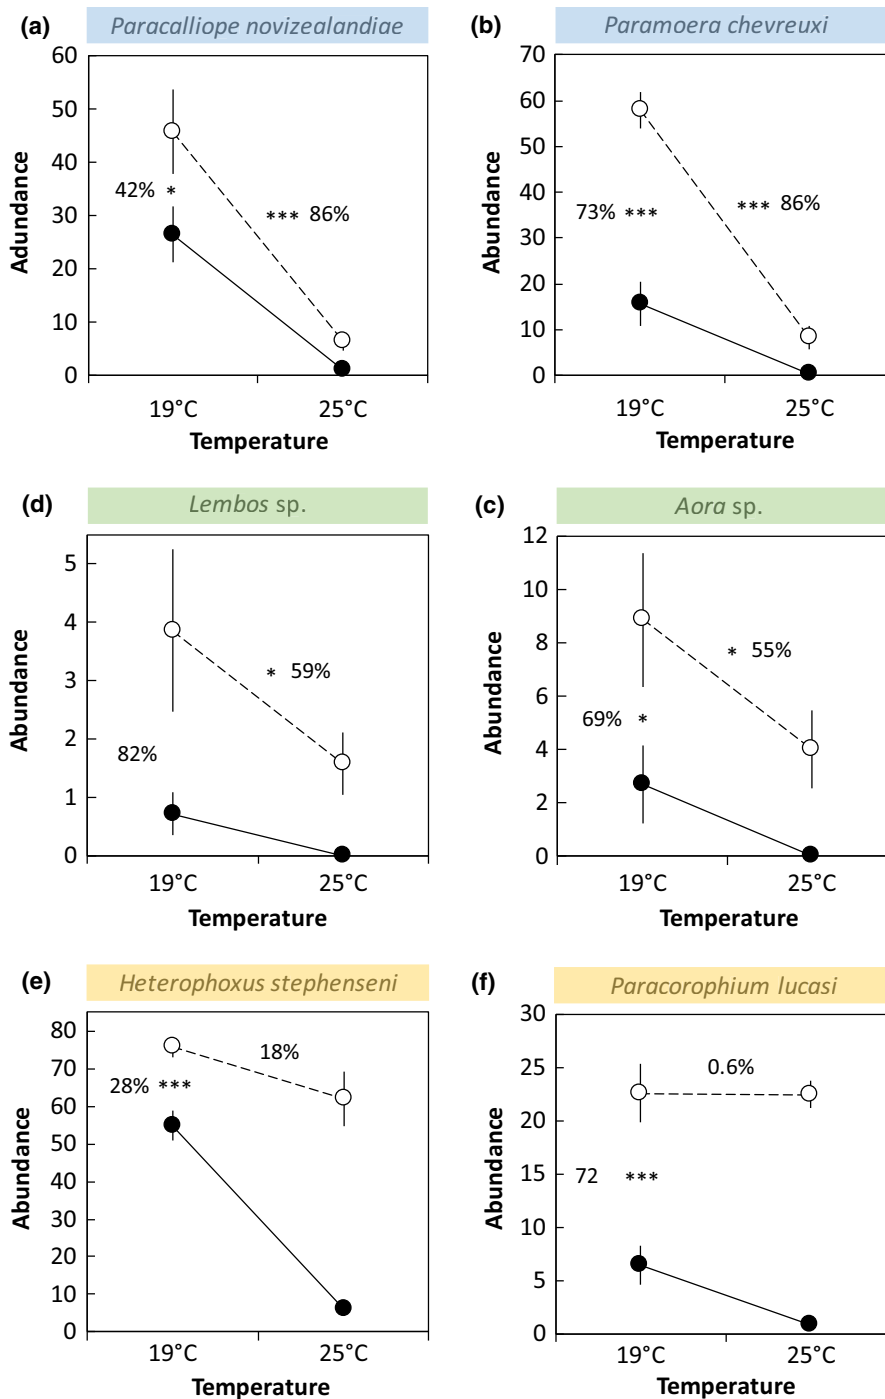 (a) Paracalliope novizealandiae
60
50
40
30
20
10
0
Adundance
42% *
*** 86%
19°C 25°C
Temperature
(b) Paramoera chevreuxi
70
60
50
40
30
20
10
0
Abundance
73% ***
*** 86%
19°C 25°C
Temperature
(d) Lembos sp.
5
4
3
2
1
0
Abundance
* 59%
82%
19°C 25°C
Temperature
(c) Aora sp.
12
10
8
6
4
2
0
Abundance
* 55%
69% *
19°C 25°C
Temperature
(e) Heterophoxus stephenseni
80
70
60
50
40
30
20
10
0
Abundance
18%
28% ***
19°C 25°C
Temperature
(f) Paracorophium lucasi
30
25
20
15
10
5
0
Abundance
0.6%
72 ***
19°C 25°C
Temperature